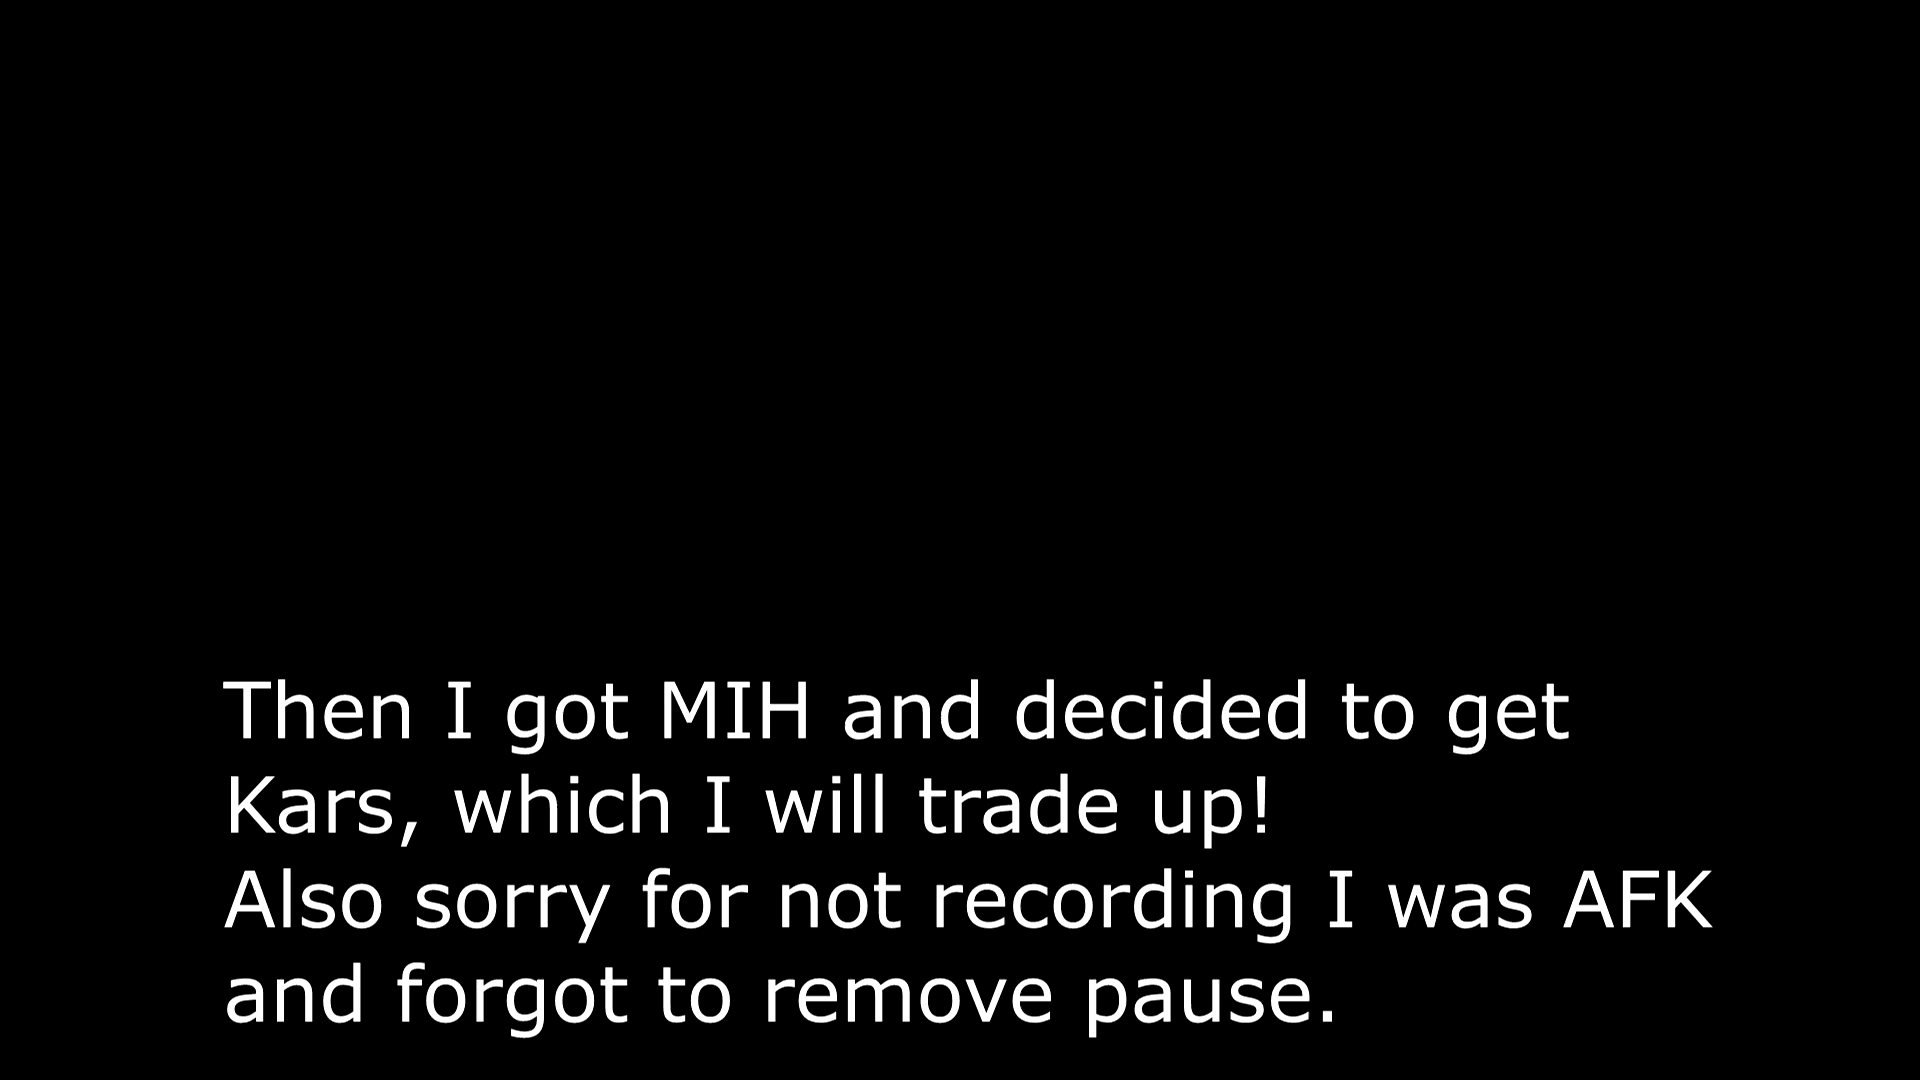 Then I got MIH and decided to get
Kars, which I will trade up!
Also sorry for not recording I was AFK
and forgot to remove pause.